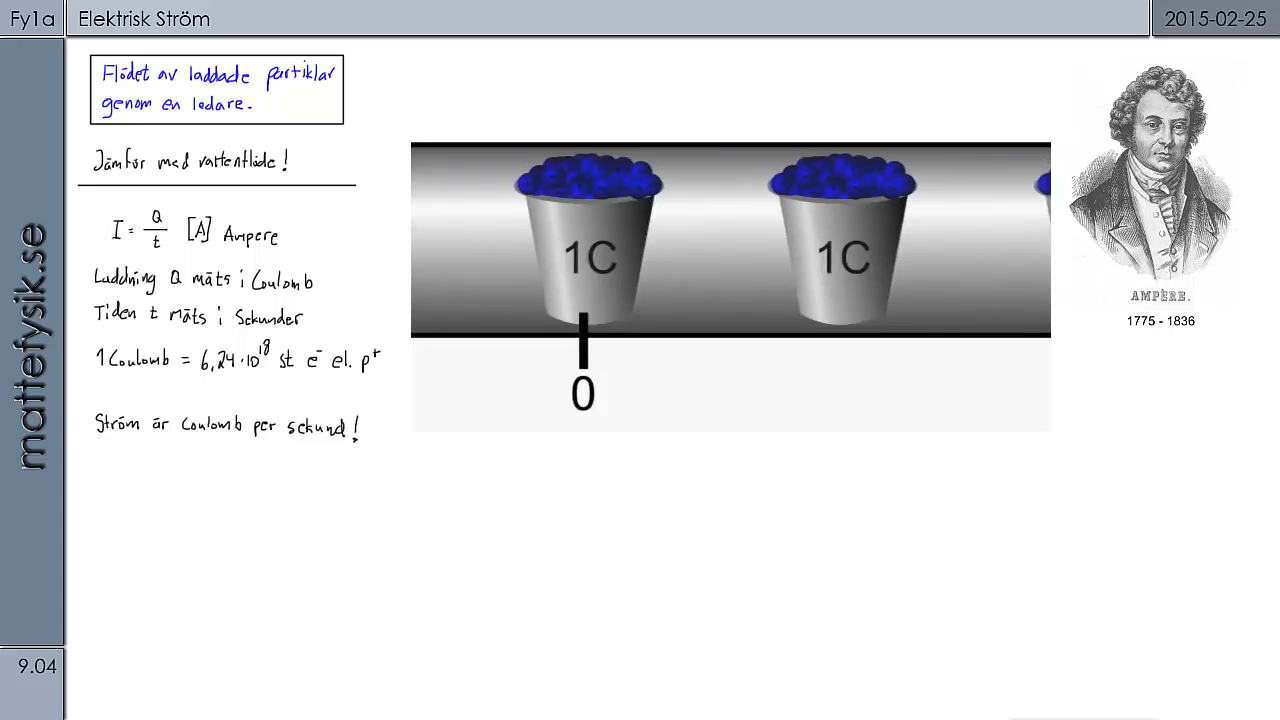 Fy1a
Elektrisk Ström
2015-02-25
Flödet av laddade partiklar
genom en ledare.
Jämför med vattenflöde!
I = Q/t [A] Ampere
Laddning Q mäts i Coulomb
Tiden t mäts i Sekunder
1 Coulomb = 6,24·10¹⁸ st e⁻ el. p⁺
Ström är Coulomb per sekund!
1C
1C
0
AMPÈRE.
1775 - 1836
mattefysik.se
9.04